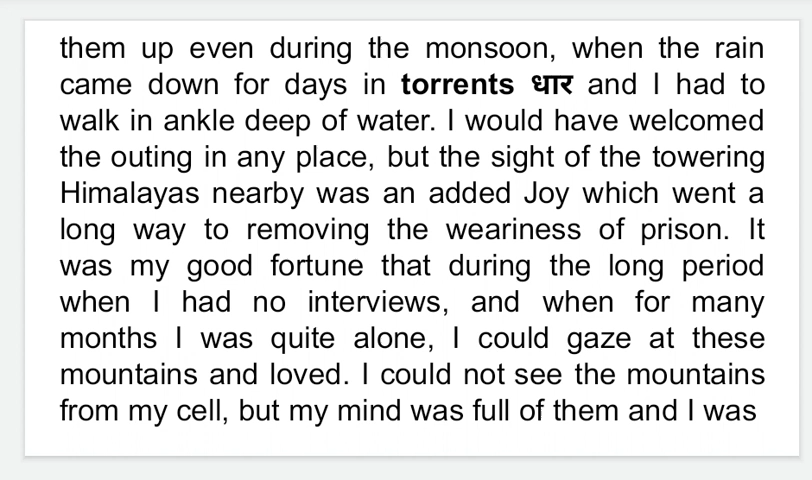 them up even during the monsoon, when the rain
came down for days in torrents धार and I had to
walk in ankle deep of water. I would have welcomed
the outing in any place, but the sight of the towering
Himalayas nearby was an added Joy which went a
long way to removing the weariness of prison. It
was my good fortune that during the long period
when I had no interviews, and when for many
months I was quite alone, I could gaze at these
mountains and loved. I could not see the mountains
from my cell, but my mind was full of them and I was